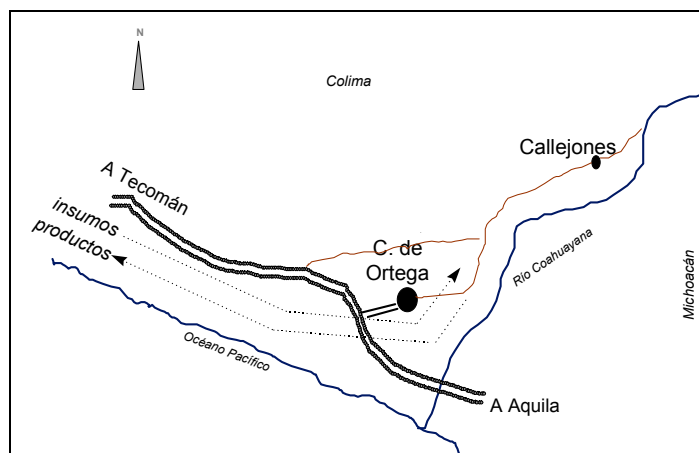 N
Colima
Callejones
A Tecomán
insumos
productos
C. de
Ortega
Río Coahuayana
Michoacán
Océano Pacífico
A Aquila